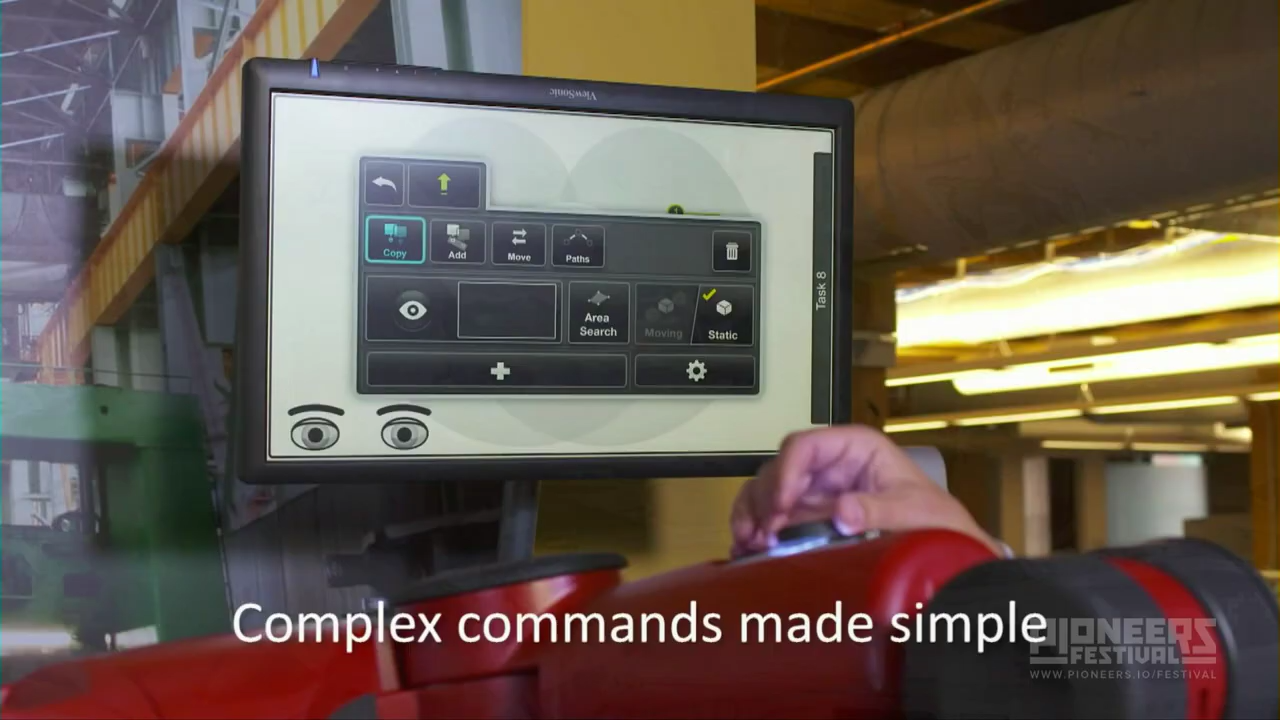 ViewSonic
Copy
Add
Move
Paths
Area
Search
Moving
Static
Task 8
Complex commands made simple
PIONEERS
FESTIVAL
WWW.PIONEERS.IO/FESTIVAL